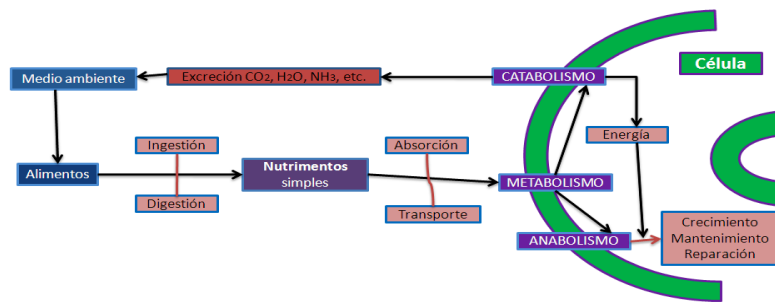 Célula
Medio ambiente
Excreción CO₂, H₂O, NH₃, etc.
CATABOLISMO
Energía
Ingestión
Absorción
Alimentos
Nutrimentos
simples
METABOLISMO
Digestión
Transporte
ANABOLISMO
Crecimiento
Mantenimiento
Reparación